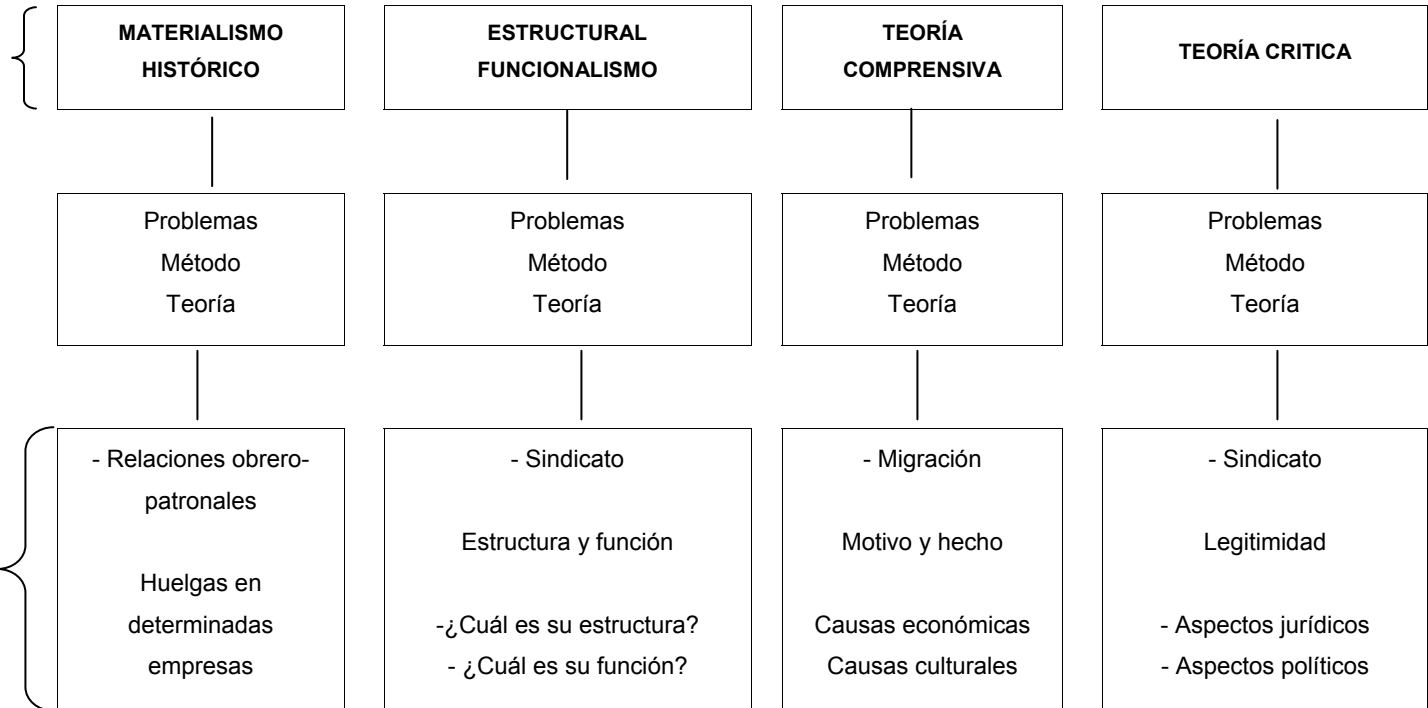 MATERIALISMO
HISTÓRICO
ESTRUCTURAL
FUNCIONALISMO
TEORÍA
COMPRENSIVA
TEORÍA CRITICA
Problemas
Método
Teoría
Problemas
Método
Teoría
Problemas
Método
Teoría
Problemas
Método
Teoría
- Relaciones obrero-
patronales
Huelgas en
determinadas
empresas
- Sindicato
Estructura y función
-¿Cuál es su estructura?
- ¿Cuál es su función?
- Migración
Motivo y hecho
Causas económicas
Causas culturales
- Sindicato
Legitimidad
- Aspectos jurídicos
- Aspectos políticos